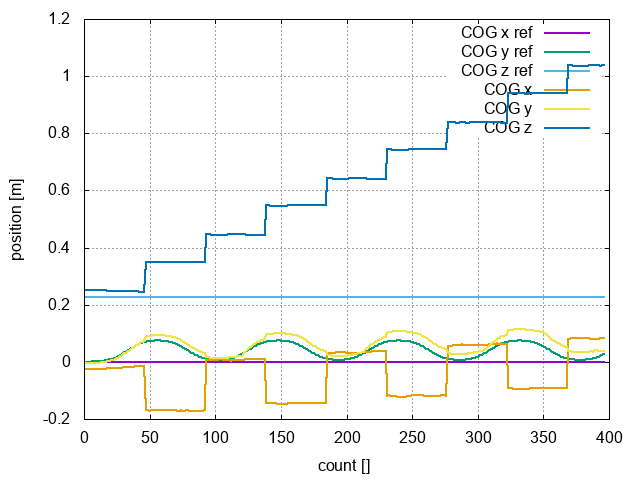 1.2
1
0.8
0.6
0.4
0.2
0
-0.2
position [m]
COG x ref
COG y ref
COG z ref
COG x
COG y
COG z
0 50 100 150 200 250 300 350 400
count []